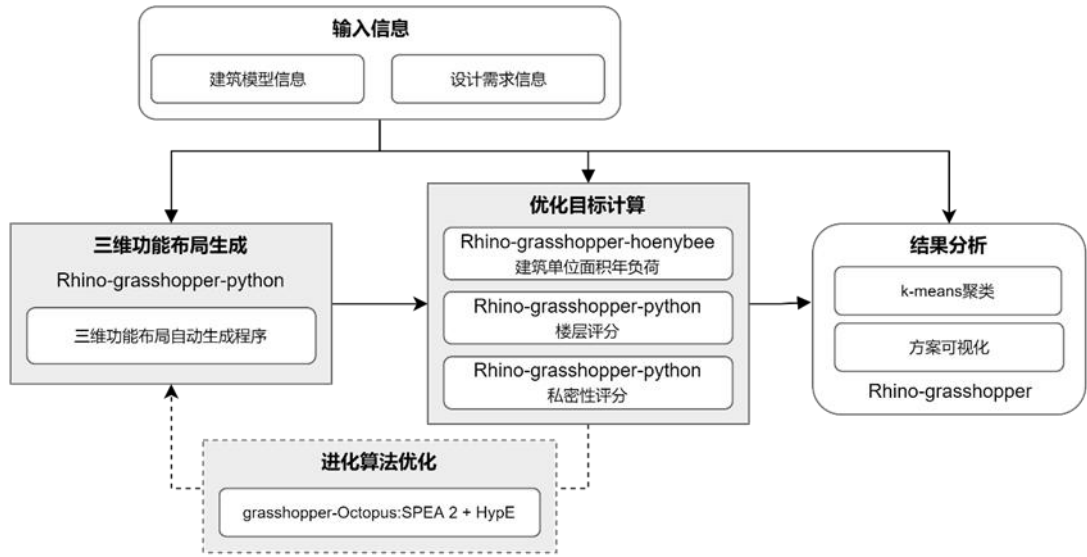 输入信息
建筑模型信息
设计需求信息
三维功能布局生成
Rhino-grasshopper-python
三维功能布局自动生成程序
优化目标计算
Rhino-grasshopper-hoenybee
建筑单位面积年负荷
Rhino-grasshopper-python
楼层评分
Rhino-grasshopper-python
私密性评分
结果分析
k-means聚类
方案可视化
Rhino-grasshopper
进化算法优化
grasshopper-Octopus:SPEA 2 + HypE